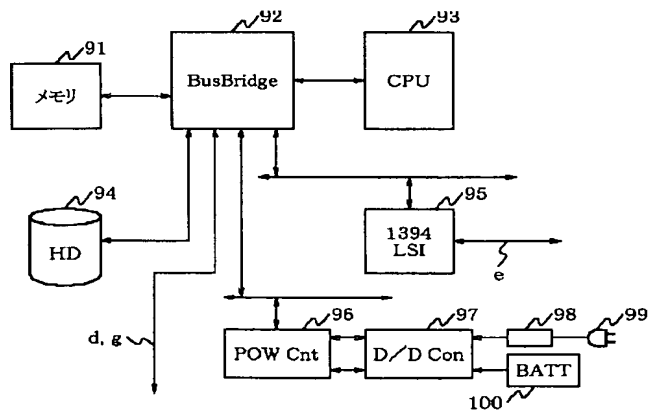 91
92
93
メモリ
BusBridge
CPU
94
HD
95
1394
LSI
e
d, g
96
97
98
99
POW Cnt
D/D Con
BATT
100